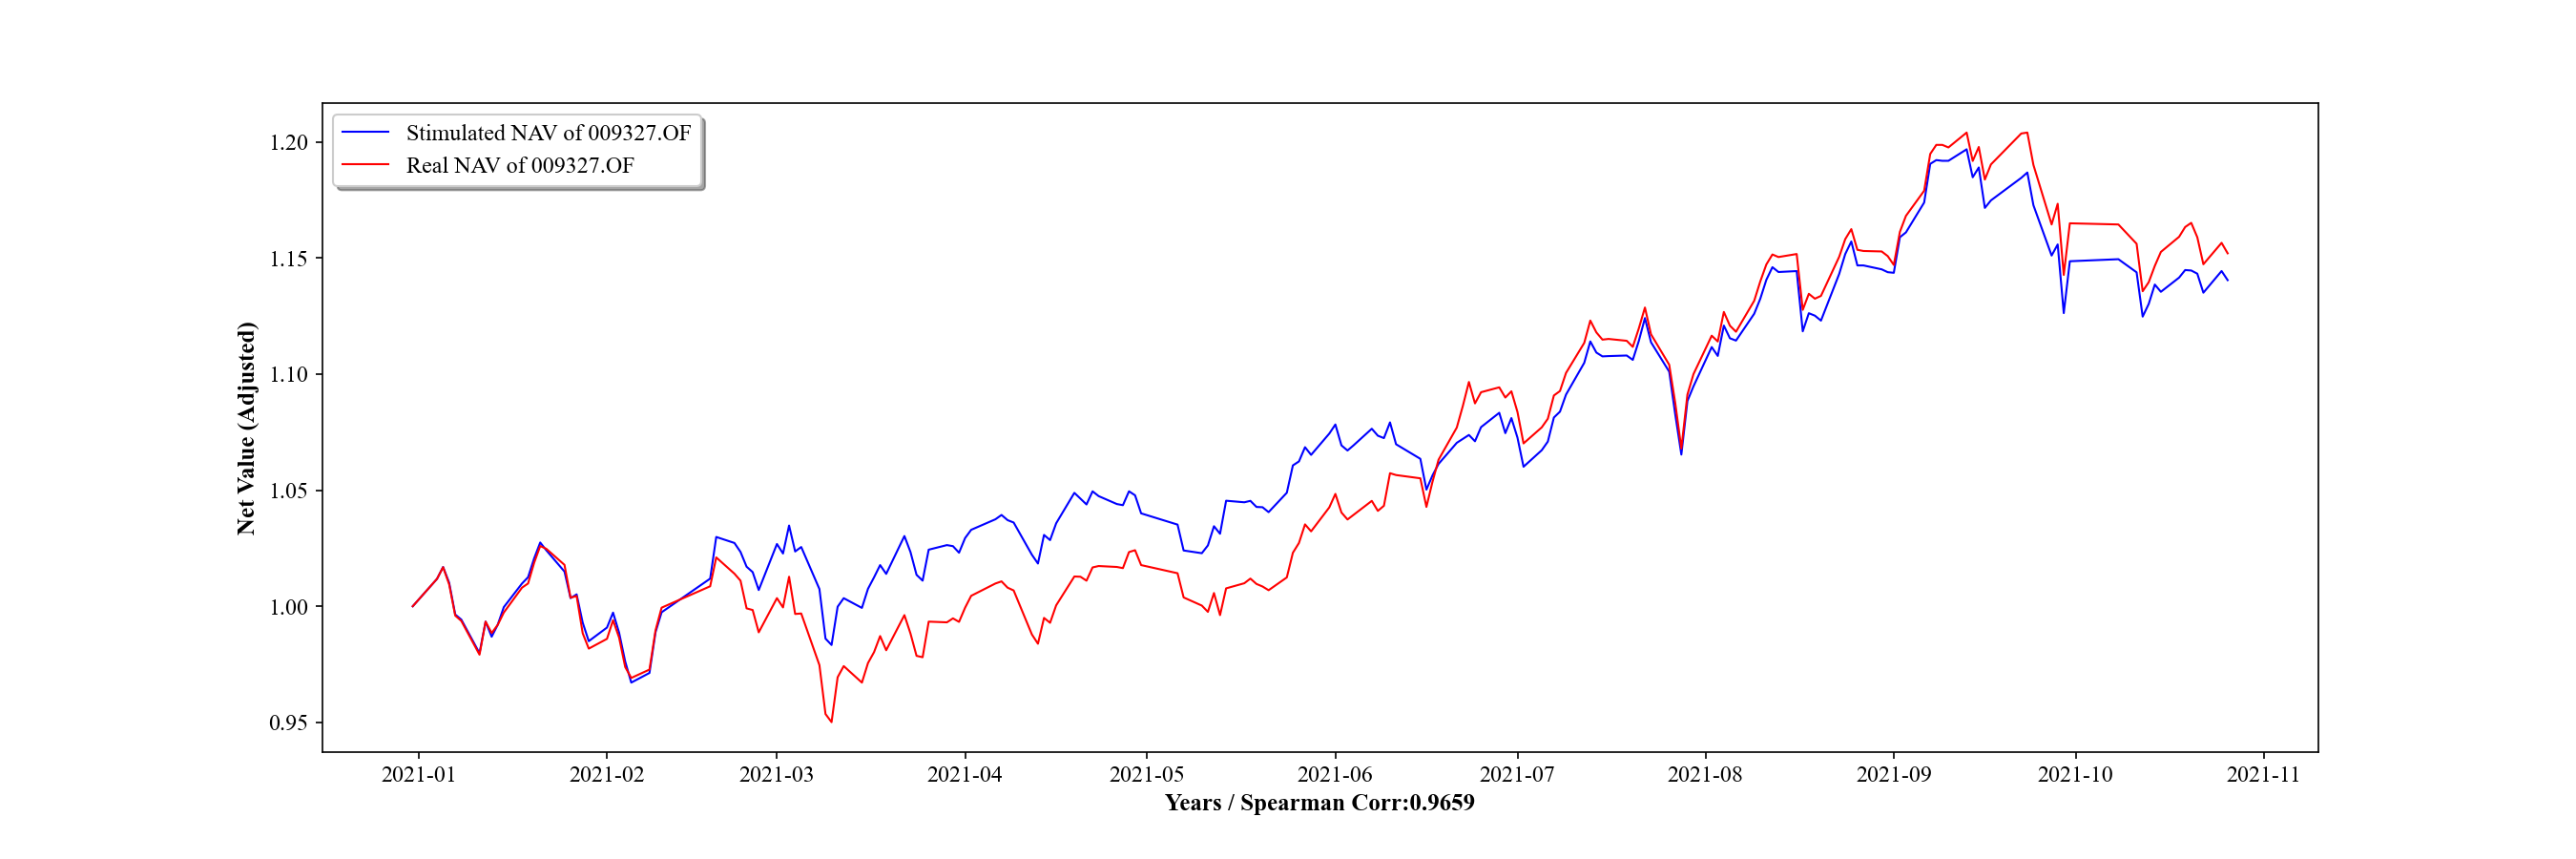 Stimulated NAV of 009327.OF
Real NAV of 009327.OF
1.20
1.15
1.10
1.05
1.00
0.95
Net Value (Adjusted)
2021-01 2021-02 2021-03 2021-04 2021-05 2021-06 2021-07 2021-08 2021-09 2021-10 2021-11
Years / Spearman Corr:0.9659